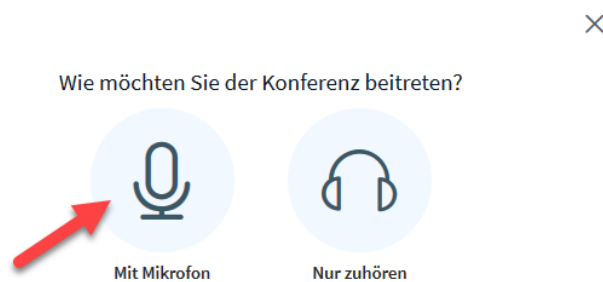 Wie möchten Sie der Konferenz beitreten?
Mit Mikrofon
Nur zuhören